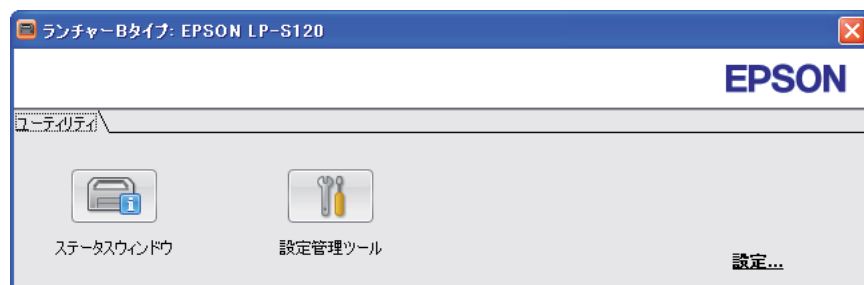 ランチャーBタイプ: EPSON LP-S120
EPSON
ユーティリティ
ステータスウィンドウ
設定管理ツール
設定...